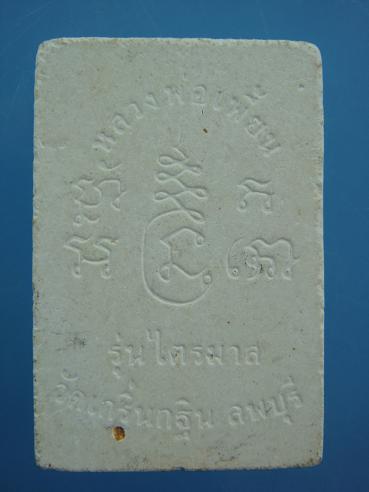 หลวงพ่อเพี้ยน
รุ่นไตรมาส
วัดเกริ่นกฐิน ลพบุรี